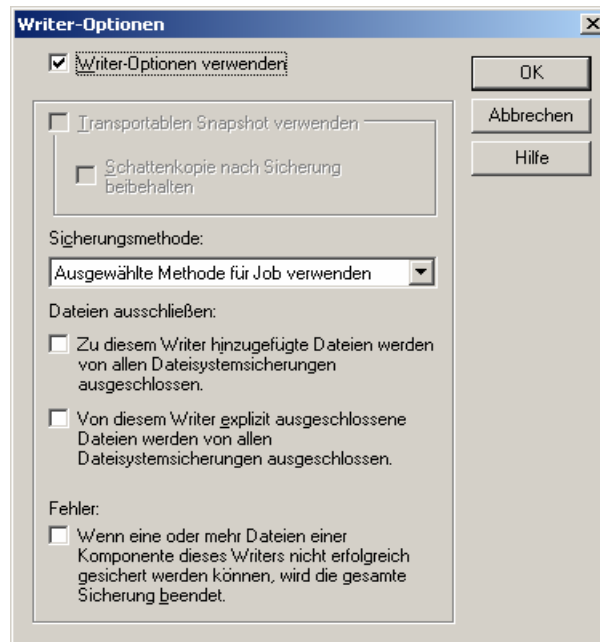 Writer-Optionen
Writer-Optionen verwenden
OK
Abbrechen
Hilfe
Transportablen Snapshot verwenden
Schattenkopie nach Sicherung
beibehalten
Sicherungsmethode:
Ausgewählte Methode für Job verwenden
Dateien ausschließen:
Zu diesem Writer hinzugefügte Dateien werden
von allen Dateisystemsicherungen
ausgeschlossen.
Von diesem Writer explizit ausgeschlossene
Dateien werden von allen
Dateisystemsicherungen ausgeschlossen.
Fehler:
Wenn eine oder mehr Dateien einer
Komponente dieses Writers nicht erfolgreich
gesichert werden können, wird die gesamte
Sicherung beendet.